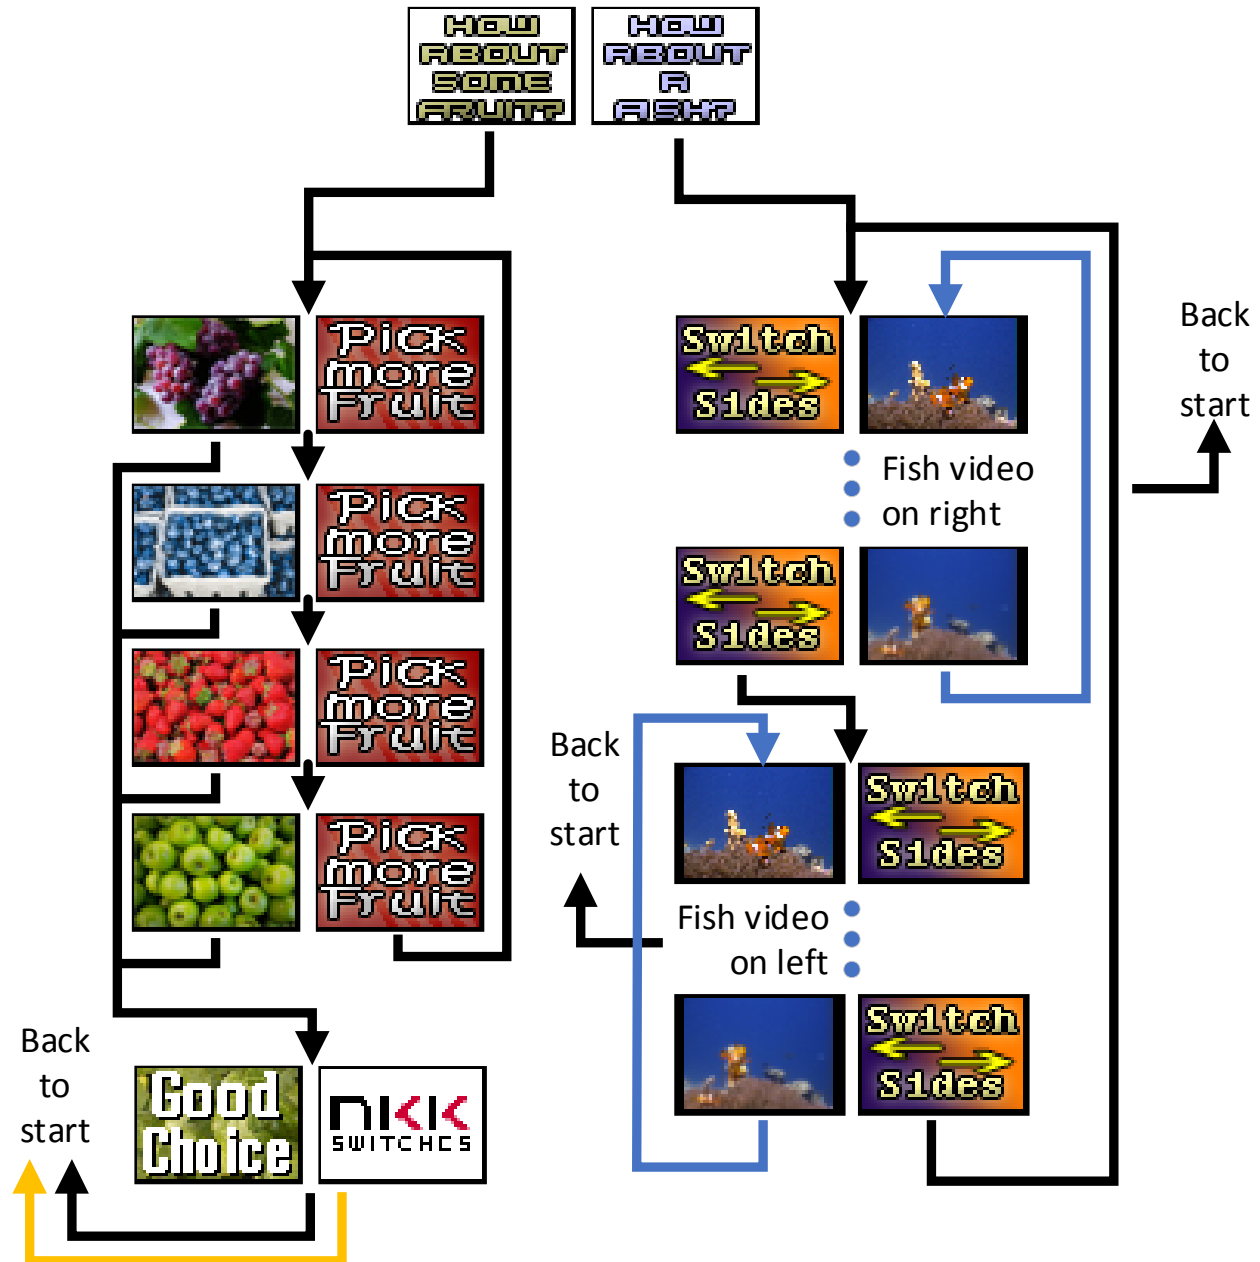 HOW
ABOUT
SOME
FRUIT?
HOW
ABOUT
A
FISH?
Pick
more
Fruit
Pick
more
Fruit
Pick
more
Fruit
Pick
more
Fruit
Back
to
start
Good
Choice
NKK
SWITCHES
Switch
Sides
Fish video
on right
Back
to
start
Switch
Sides
Back
to
start
Switch
Sides
Fish video
on left
Switch
Sides